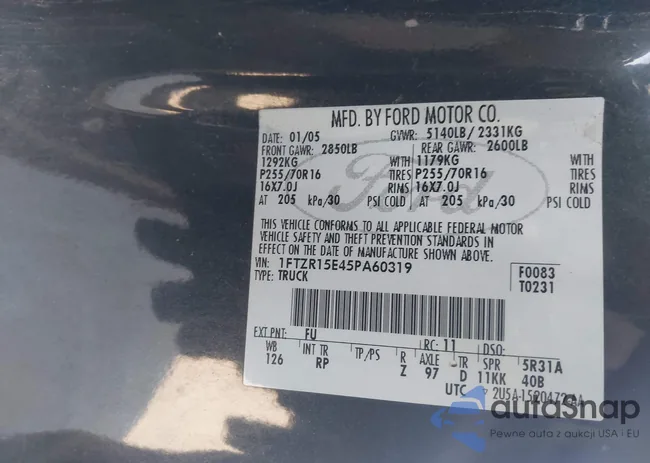 MFD. BY FORD MOTOR CO.
DATE: 01/05 GVWR: 5140LB/ 2331KG
FRONT GAWR: 2850LB REAR GAWR: 2600LB
1292KG WITH 1179KG WITH
P255/70R16 TIRES P255/70R16 TIRES
16X7.0J RIMS 16X7.0J RIMS
AT 205 kPa/30 PSI COLD AT 205 kPa/30 PSI COLD
THIS VEHICLE CONFORMS TO ALL APPLICABLE FEDERAL MOTOR
VEHICLE SAFETY AND THEFT PREVENTION STANDARDS IN
EFFECT ON THE DATE OF MANUFACTURE SHOWN ABOVE.
VIN: 1FTZR15E45PA60319 F0083
TYPE: TRUCK T0231
EXT PNT: FU RC: 11 DSO:
WB INT TR TP/PS R AXLE TR SPR 5R31A
126 RP Z 97 D 11KK 40B
UTC
Ford
autoSnap
Pewne auta z aukcji USA i EU